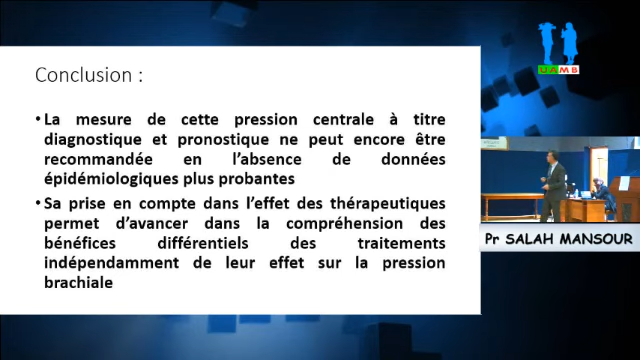 UAMB
Conclusion :
• La mesure de cette pression centrale à titre
diagnostique et pronostique ne peut encore être
recommandée en l’absence de données
épidémiologiques plus probantes
• Sa prise en compte dans l’effet des thérapeutiques
permet d’avancer dans la compréhension des
bénéfices différentiels des traitements
indépendamment de leur effet sur la pression
brachiale
Pr SALAH MANSOUR